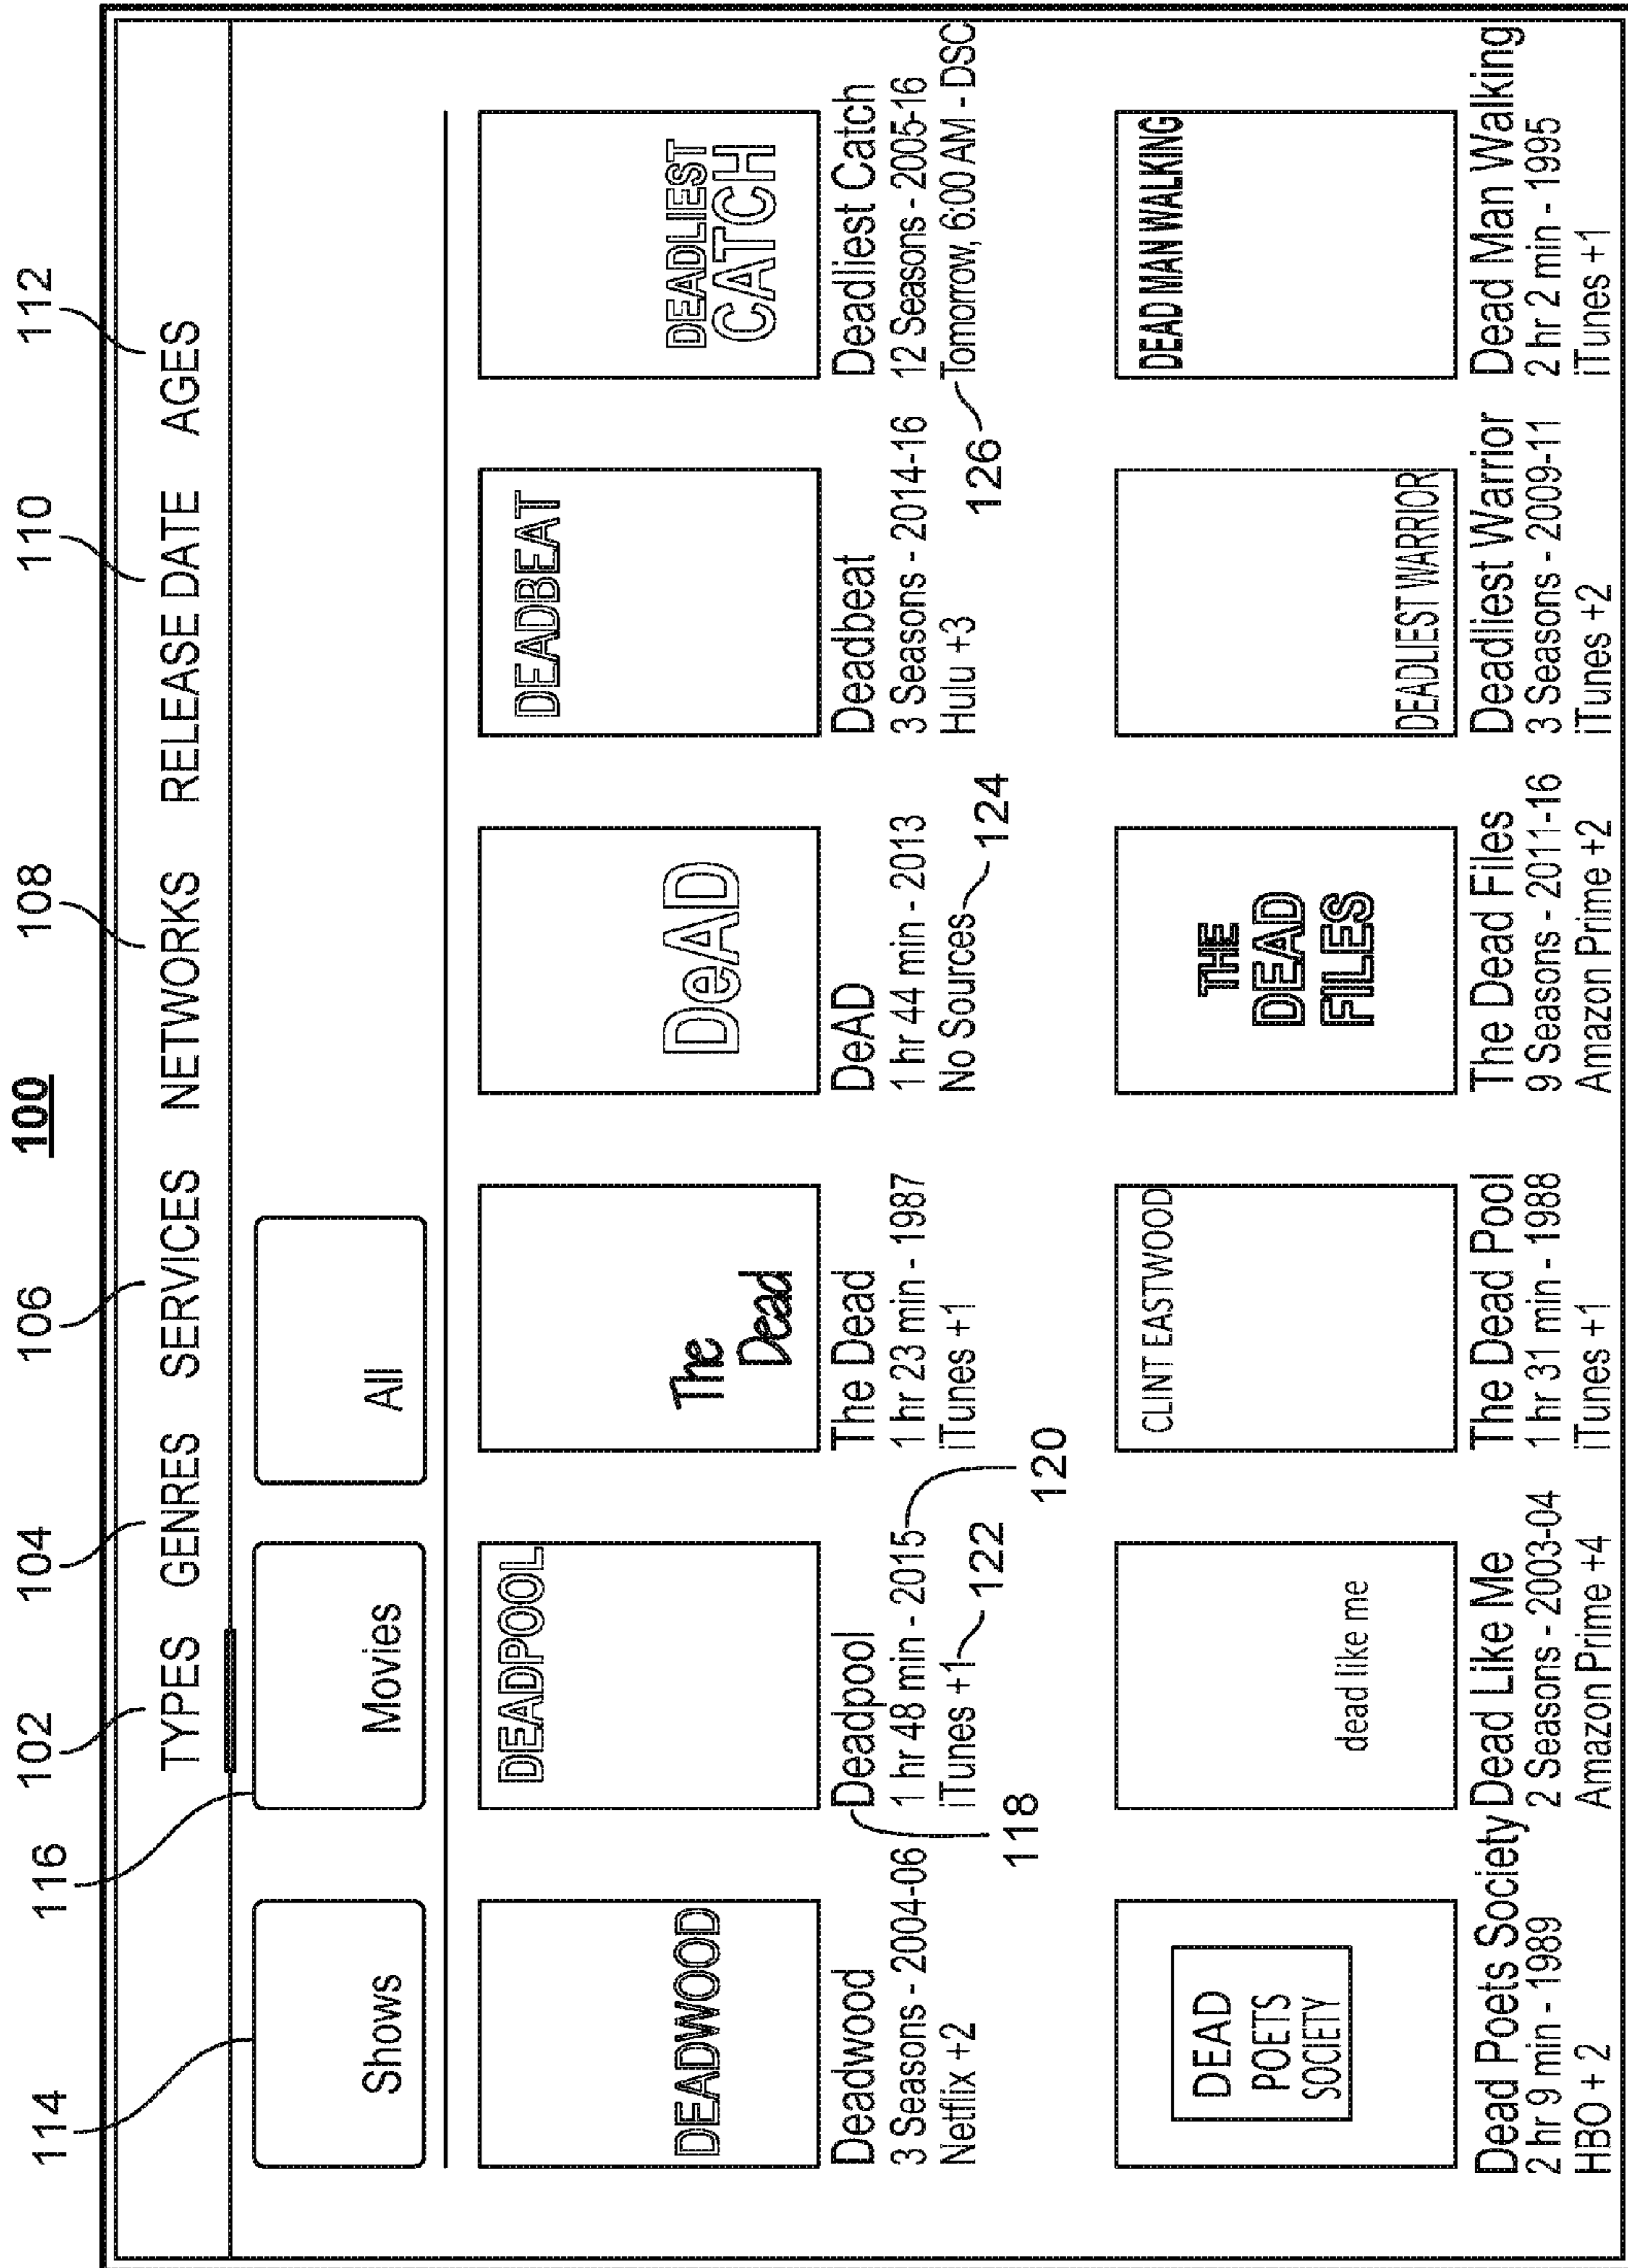 100
114
116
102
104
106
108
110
112
TYPES GENRES SERVICES NETWORKS RELEASE DATE AGES
Shows
Movies
All
DEADWOOD
Deadwood
3 Seasons - 2004-06
Netflix +2
DEADPOOL
Deadpool
1 hr 48 min - 2015
iTunes +1
118
122
120
The
Dead
The Dead
1 hr 23 min - 1987
iTunes +1
DeAD
DeAD
1 hr 44 min - 2013
No Sources
124
DEADBEAT
Deadbeat
3 Seasons - 2014-16
Hulu +3
DEADLIEST
CATCH
Deadliest Catch
12 Seasons - 2005-16
Tomorrow, 6:00 AM - DSC
126
DEAD
POETS
SOCIETY
Dead Poets Society
2 hr 9 min - 1989
HBO + 2
dead like me
Dead Like Me
2 Seasons - 2003-04
Amazon Prime +4
CLINT EASTWOOD
The Dead Pool
1 hr 31 min - 1988
iTunes +1
THE
DEAD
FILES
The Dead Files
9 Seasons - 2011-16
Amazon Prime +2
DEADLIEST WARRIOR
Deadliest Warrior
3 Seasons - 2009-11
iTunes +2
DEAD MAN WALKING
Dead Man Walking
2 hr 2 min - 1995
iTunes +1